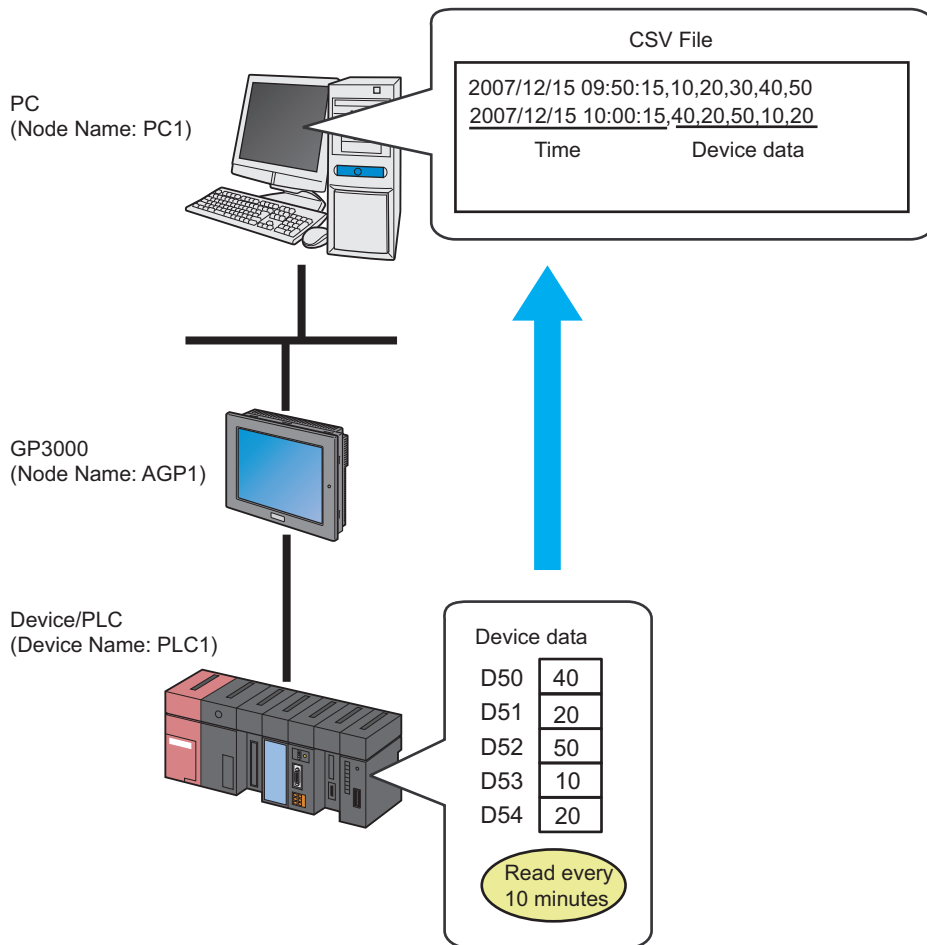 CSV File
PC
(Node Name: PC1)
2007/12/15 09:50:15,10,20,30,40,50
2007/12/15 10:00:15,40,20,50,10,20
Time Device data
GP3000
(Node Name: AGP1)
Device/PLC
(Device Name: PLC1)
Device data
D50 40
D51 20
D52 50
D53 10
D54 20
Read every
10 minutes